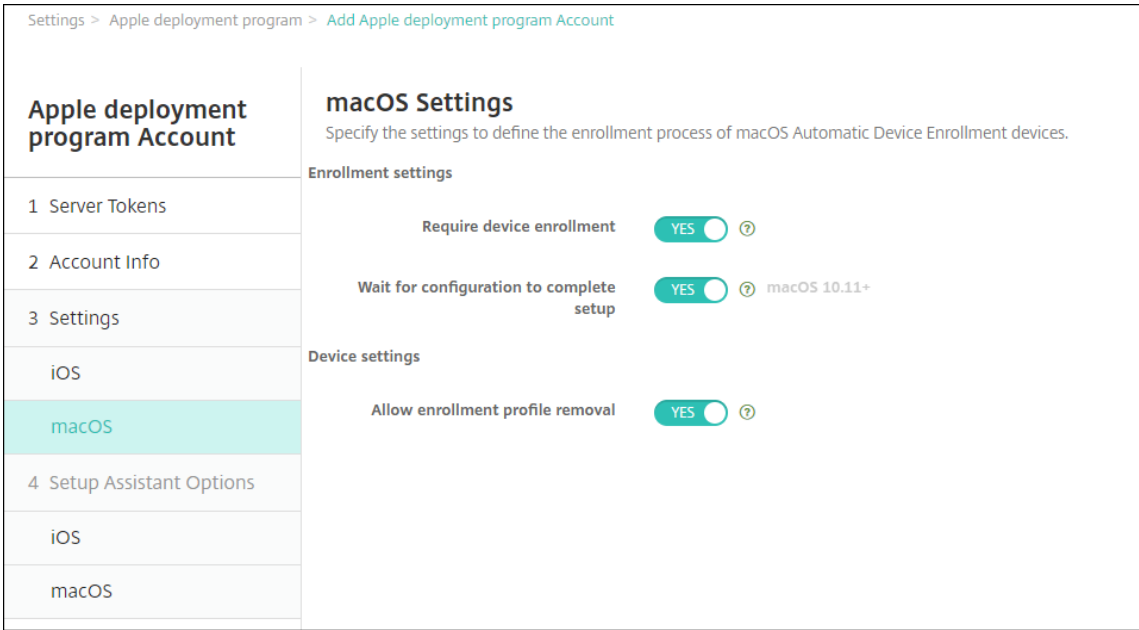 Settings > Apple deployment program > Add Apple deployment program Account
Apple deployment
program Account
1 Server Tokens
2 Account Info
3 Settings
iOS
macOS
4 Setup Assistant Options
iOS
macOS
macOS Settings
Specify the settings to define the enrollment process of macOS Automatic Device Enrollment devices.
Enrollment settings
Require device enrollment YES ?
Wait for configuration to complete
setup YES ? macOS 10.11+
Device settings
Allow enrollment profile removal YES ?